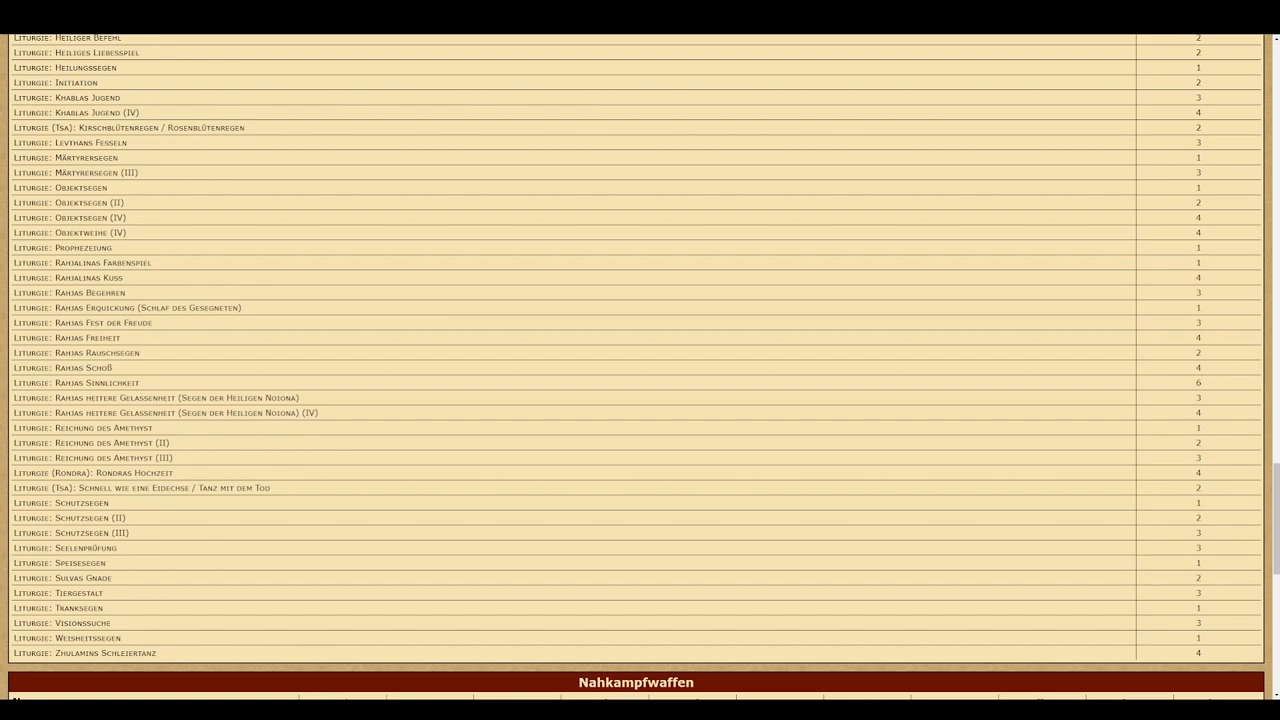 Liturgie: Heiliger Befehl 2
Liturgie: Heiliges Liebesspiel 2
Liturgie: Heilungssegen 1
Liturgie: Initiation 2
Liturgie: Khablas Jugend 3
Liturgie: Khablas Jugend (IV) 4
Liturgie (Tsa): Kirschblütenregen / Rosenblütenregen 2
Liturgie: Levthans Fesseln 3
Liturgie: Märtyrersegen 1
Liturgie: Märtyrersegen (III) 3
Liturgie: Objektsegen 1
Liturgie: Objektsegen (II) 2
Liturgie: Objektsegen (IV) 4
Liturgie: Objektweihe (IV) 4
Liturgie: Prophezeiung 1
Liturgie: Rahjalinas Farbenspiel 1
Liturgie: Rahjalinas Kuss 4
Liturgie: Rahjas Begehren 3
Liturgie: Rahjas Erquickung (Schlaf des Gesegneten) 1
Liturgie: Rahjas Fest der Freude 3
Liturgie: Rahjas Freiheit 4
Liturgie: Rahjas Rauschsegen 2
Liturgie: Rahjas Schoß 4
Liturgie: Rahjas Sinnlichkeit 6
Liturgie: Rahjas heitere Gelassenheit (Segen der Heiligen Noiona) 3
Liturgie: Rahjas heitere Gelassenheit (Segen der Heiligen Noiona) (IV) 4
Liturgie: Reichung des Amethyst 1
Liturgie: Reichung des Amethyst (II) 2
Liturgie: Reichung des Amethyst (III) 3
Liturgie (Rondra): Rondras Hochzeit 4
Liturgie (Tsa): Schnell wie eine Eidechse / Tanz mit dem Tod 2
Liturgie: Schutzsegen 1
Liturgie: Schutzsegen (II) 2
Liturgie: Schutzsegen (III) 3
Liturgie: Seelenprüfung 3
Liturgie: Speisesegen 1
Liturgie: Sulvas Gnade 2
Liturgie: Tiergestalt 3
Liturgie: Tranksegen 1
Liturgie: Visionssuche 3
Liturgie: Weisheitssegen 1
Liturgie: Zhulamins Schleiertanz 4
Nahkampfwaffen